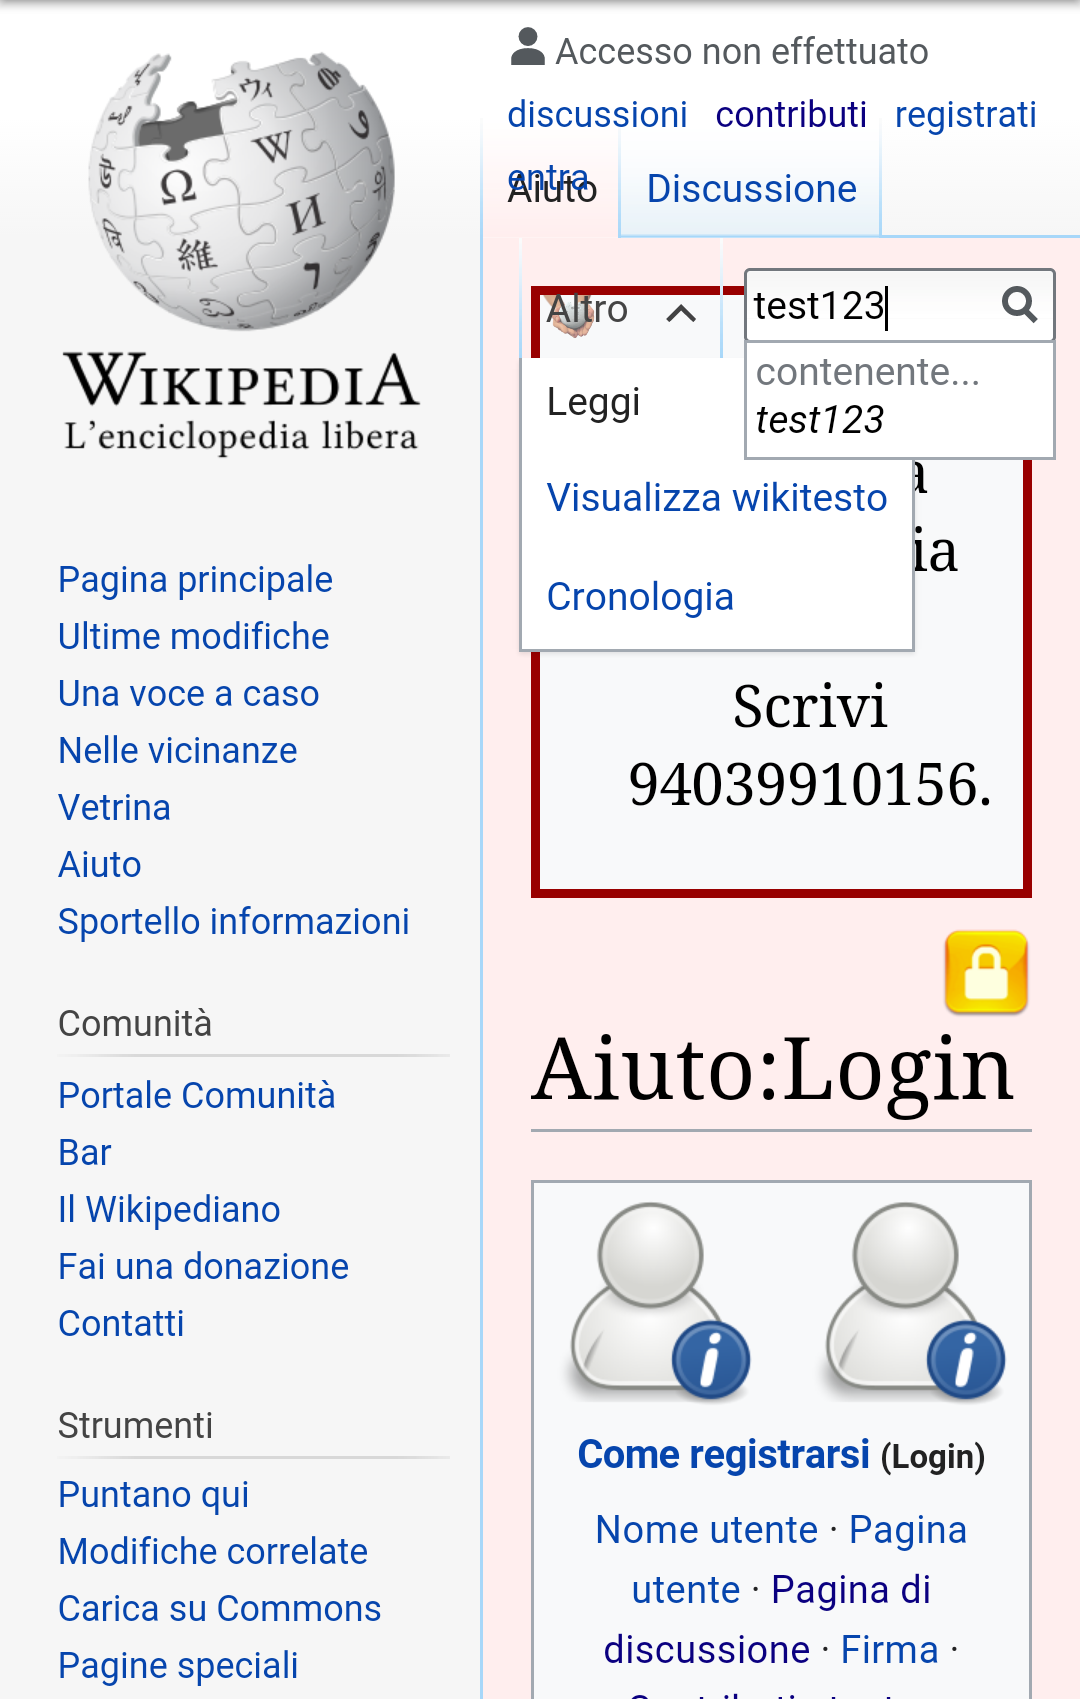 WIKIPEDIA
L'enciclopedia libera
Pagina principale
Ultime modifiche
Una voce a caso
Nelle vicinanze
Vetrina
Aiuto
Sportello informazioni
Comunità
Portale Comunità
Bar
Il Wikipediano
Fai una donazione
Contatti
Strumenti
Puntano qui
Modifiche correlate
Carica su Commons
Pagine speciali
Accesso non effettuato
discussioni contributi registrati
entra
Aiuto Discussione
Altro
test123
contenente...
test123
Leggi
Visualizza wikitesto
Cronologia
Scrivi
94039910156.
Aiuto:Login
Come registrarsi (Login)
Nome utente · Pagina
utente · Pagina di
discussione · Firma ·